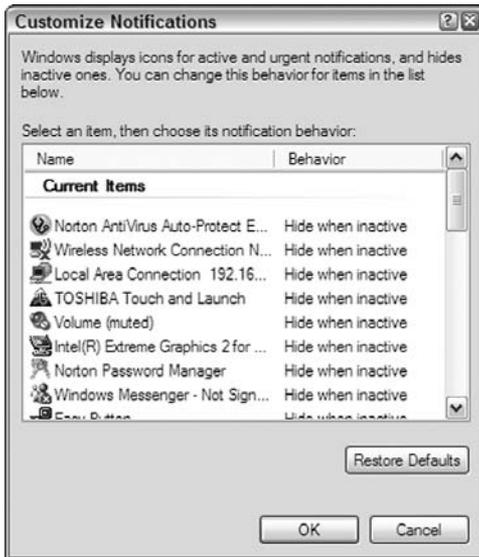 Customize Notifications
Windows displays icons for active and urgent notifications, and hides
inactive ones. You can change this behavior for items in the list
below.
Select an item, then choose its notification behavior:
Name Behavior
Current Items
Norton AntiVirus Auto-Protect E... Hide when inactive
Wireless Network Connection N... Hide when inactive
Local Area Connection 192.16... Hide when inactive
TOSHIBA Touch and Launch Hide when inactive
Volume (muted) Hide when inactive
Intel(R) Extreme Graphics 2 for ... Hide when inactive
Norton Password Manager Hide when inactive
Windows Messenger - Not Sign... Hide when inactive
Easy Button Hide when inactive
Restore Defaults
OK Cancel